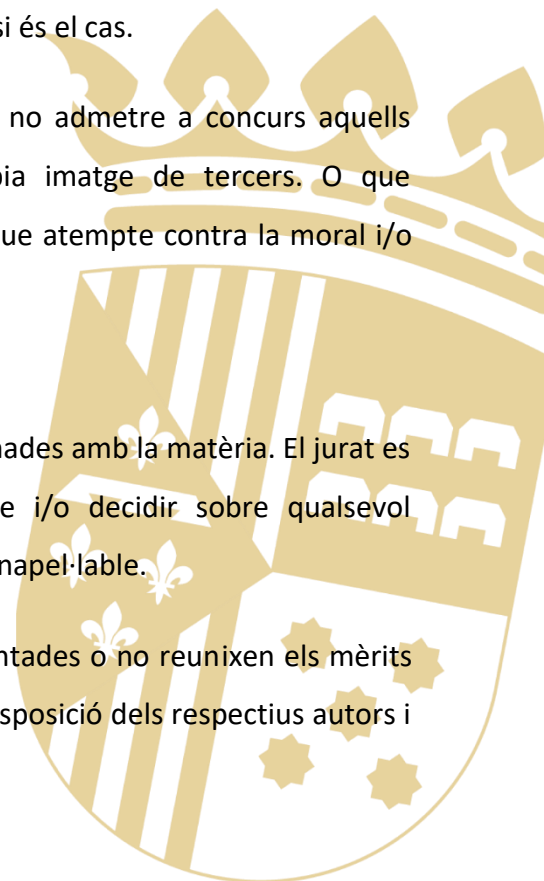 si és el cas.
no admetre a concurs aquells
pia imatge de tercers. O que
que atempte contra la moral i/o
nades amb la matèria. El jurat es
e i/o decidir sobre qualsevol
napel·lable.
ntades o no reunixen els mèrits
sposició dels respectius autors i